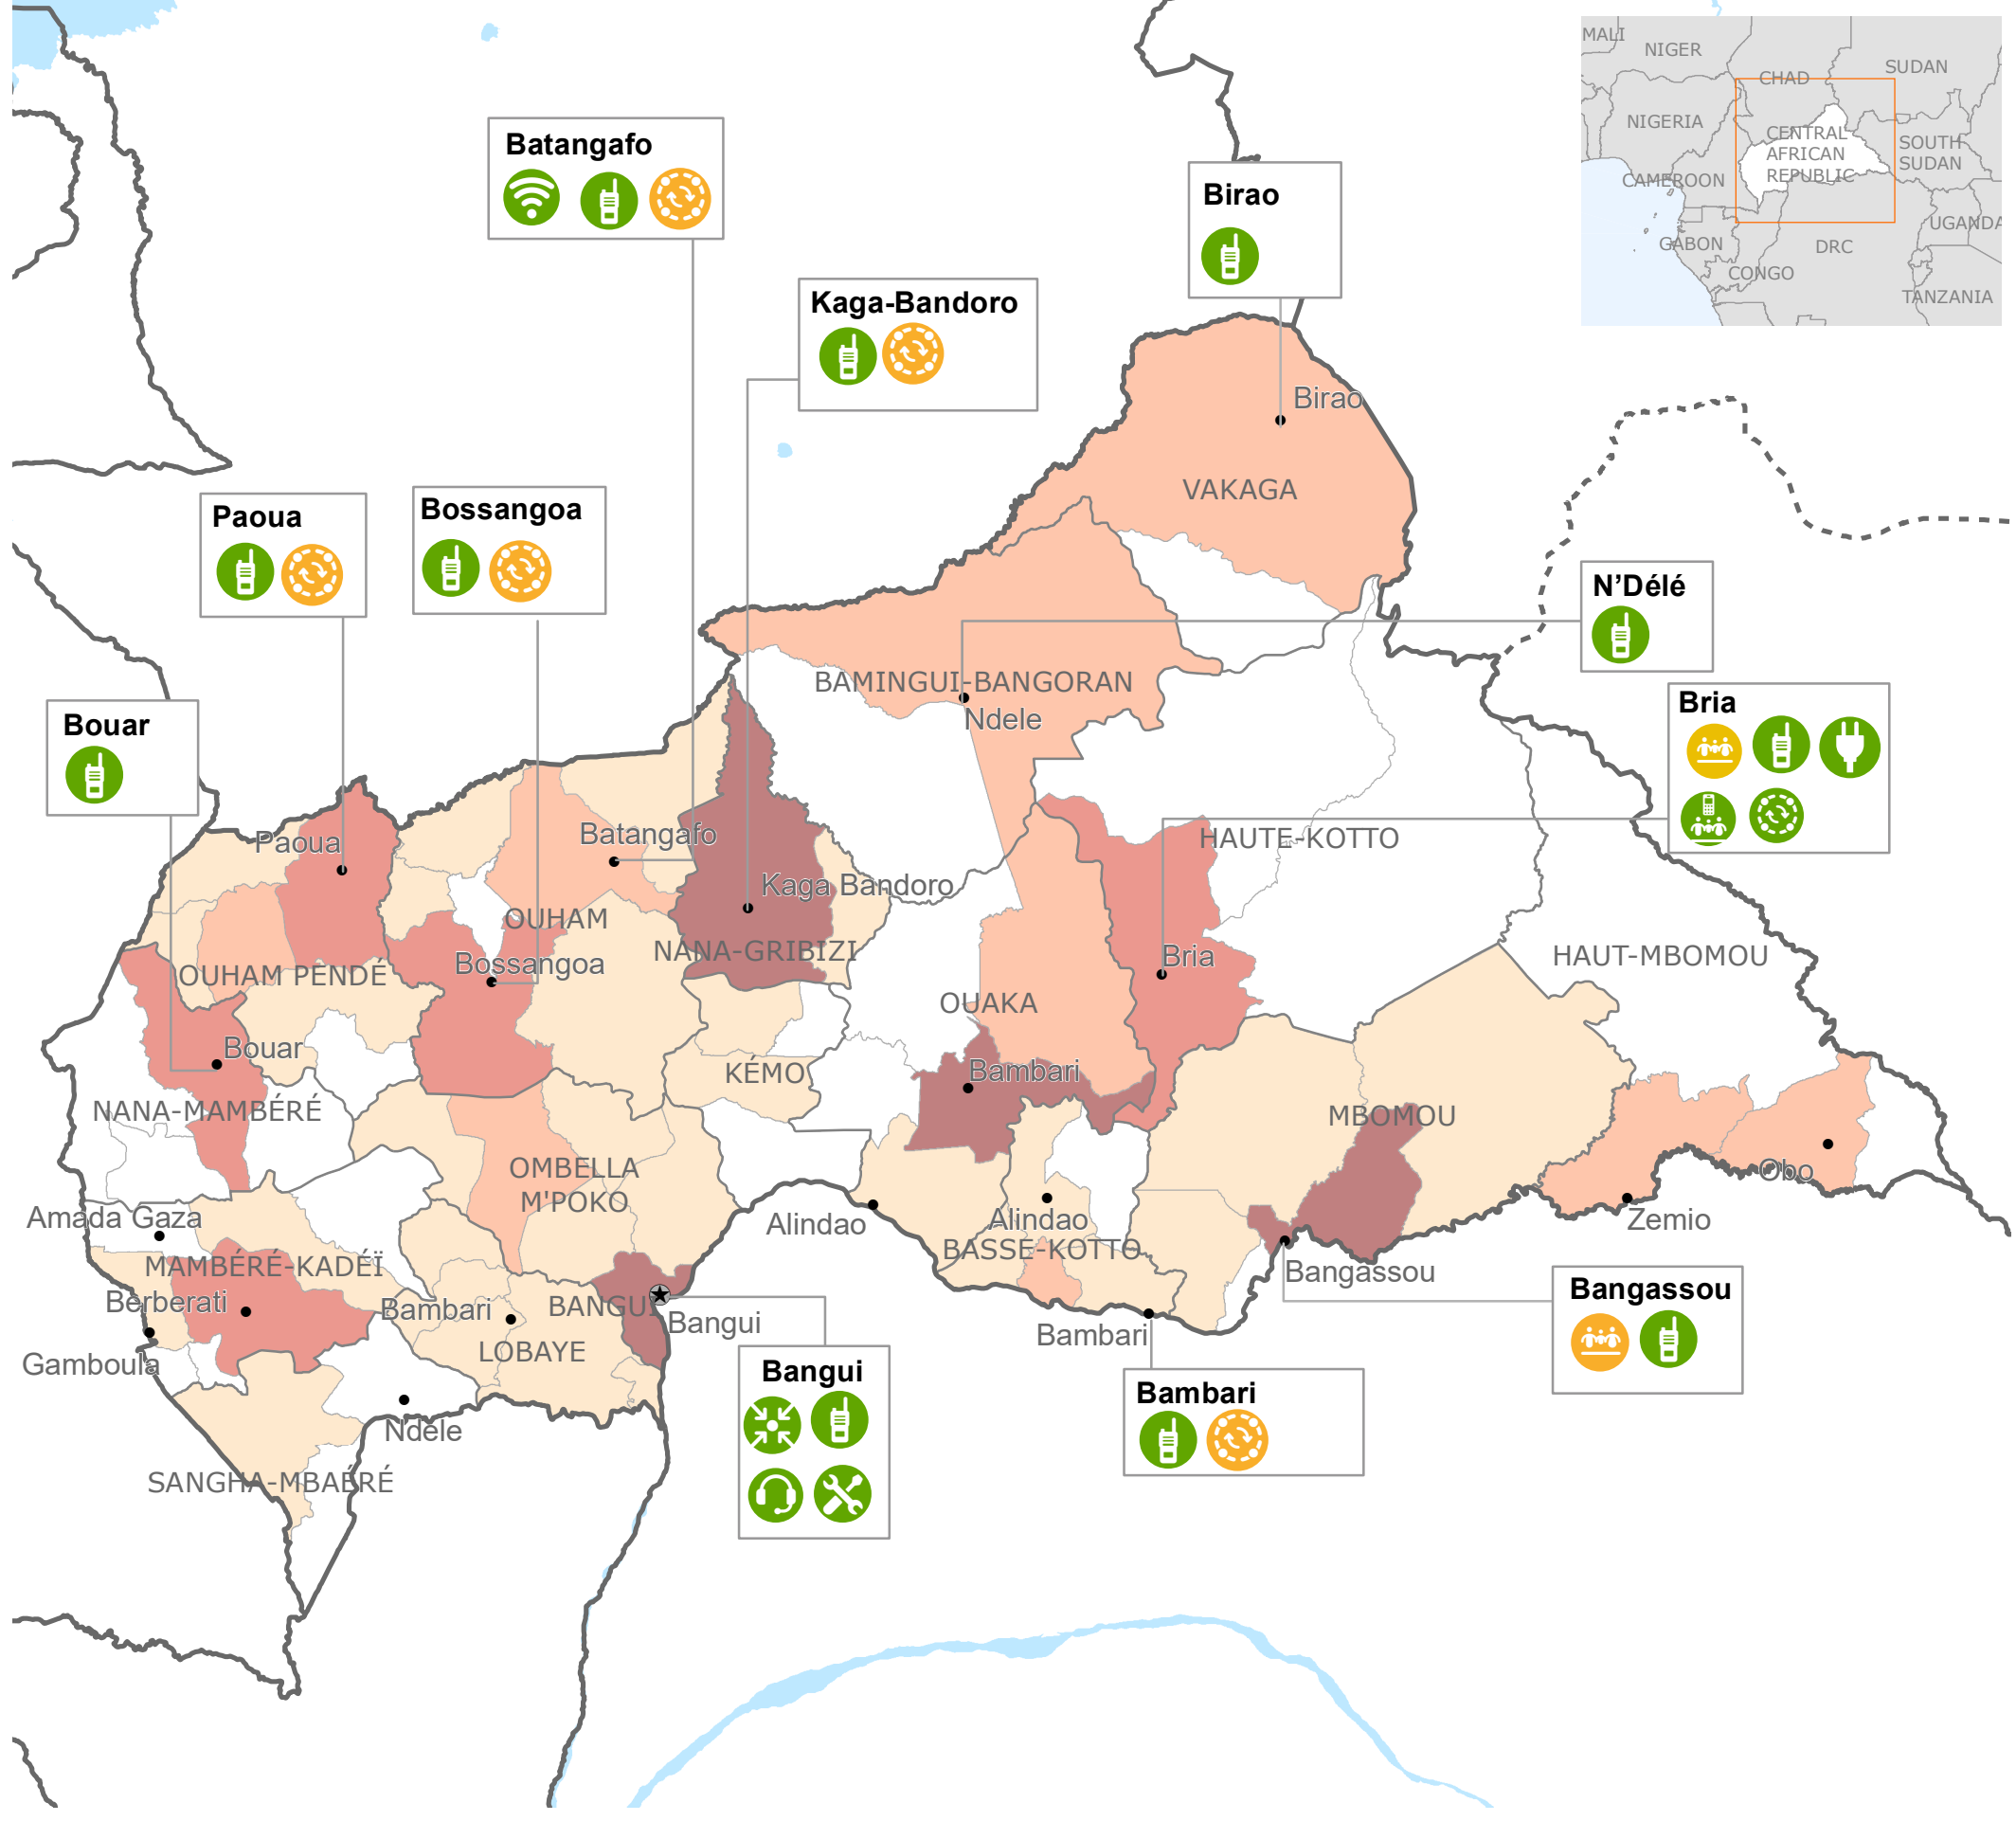 MALI
NIGER
CHAD
SUDAN
NIGERIA
CENTRAL
AFRICAN
REPUBLIC
SOUTH
SUDAN
CAMEROON
UGANDA
GABON
DRC
CONGO
TANZANIA
Batangafo
Birao
Kaga-Bandoro
Birao
VAKAGA
Paoua
Bossangoa
N’Délé
BAMINGUI-BANGORAN
Ndele
Bria
Bouar
Paoua
Batangafo
HAUTE-KOTTO
Kaga Bandoro
OUHAM
NANA-GRIBIZI
Bossangoa
Bria
HAUT-MBOMOU
OUHAM PENDÉ
OUAKA
Bouar
KÉMO
Bambari
NANA-MAMBÉRÉ
MBOMOU
OMBELLA
M'POKO
Obo
Amada Gaza
Alindao
Alindao
Zemio
BASSE-KOTTO
MAMBÉRÉ-KADÉÏ
Bangassou
Berberati
Bambari
BANGUI
Bangui
Bambari
Gamboula
LOBAYE
Bangassou
Bangui
Bambari
Ndele
SANGHA-MBAÉRÉ